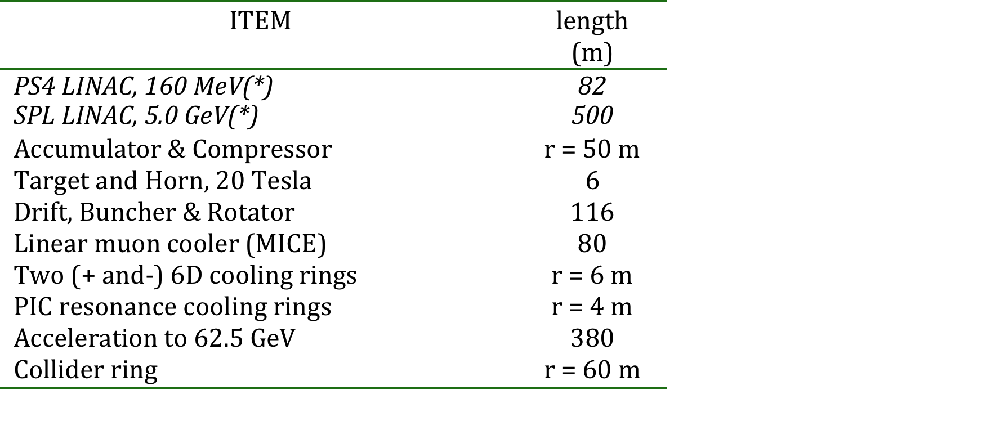 ITEM length
(m)
PS4 LINAC, 160 MeV(*) 82
SPL LINAC, 5.0 GeV(*) 500
Accumulator & Compressor r = 50 m
Target and Horn, 20 Tesla 6
Drift, Buncher & Rotator 116
Linear muon cooler (MICE) 80
Two (+ and-) 6D cooling rings r = 6 m
PIC resonance cooling rings r = 4 m
Acceleration to 62.5 GeV 380
Collider ring r = 60 m